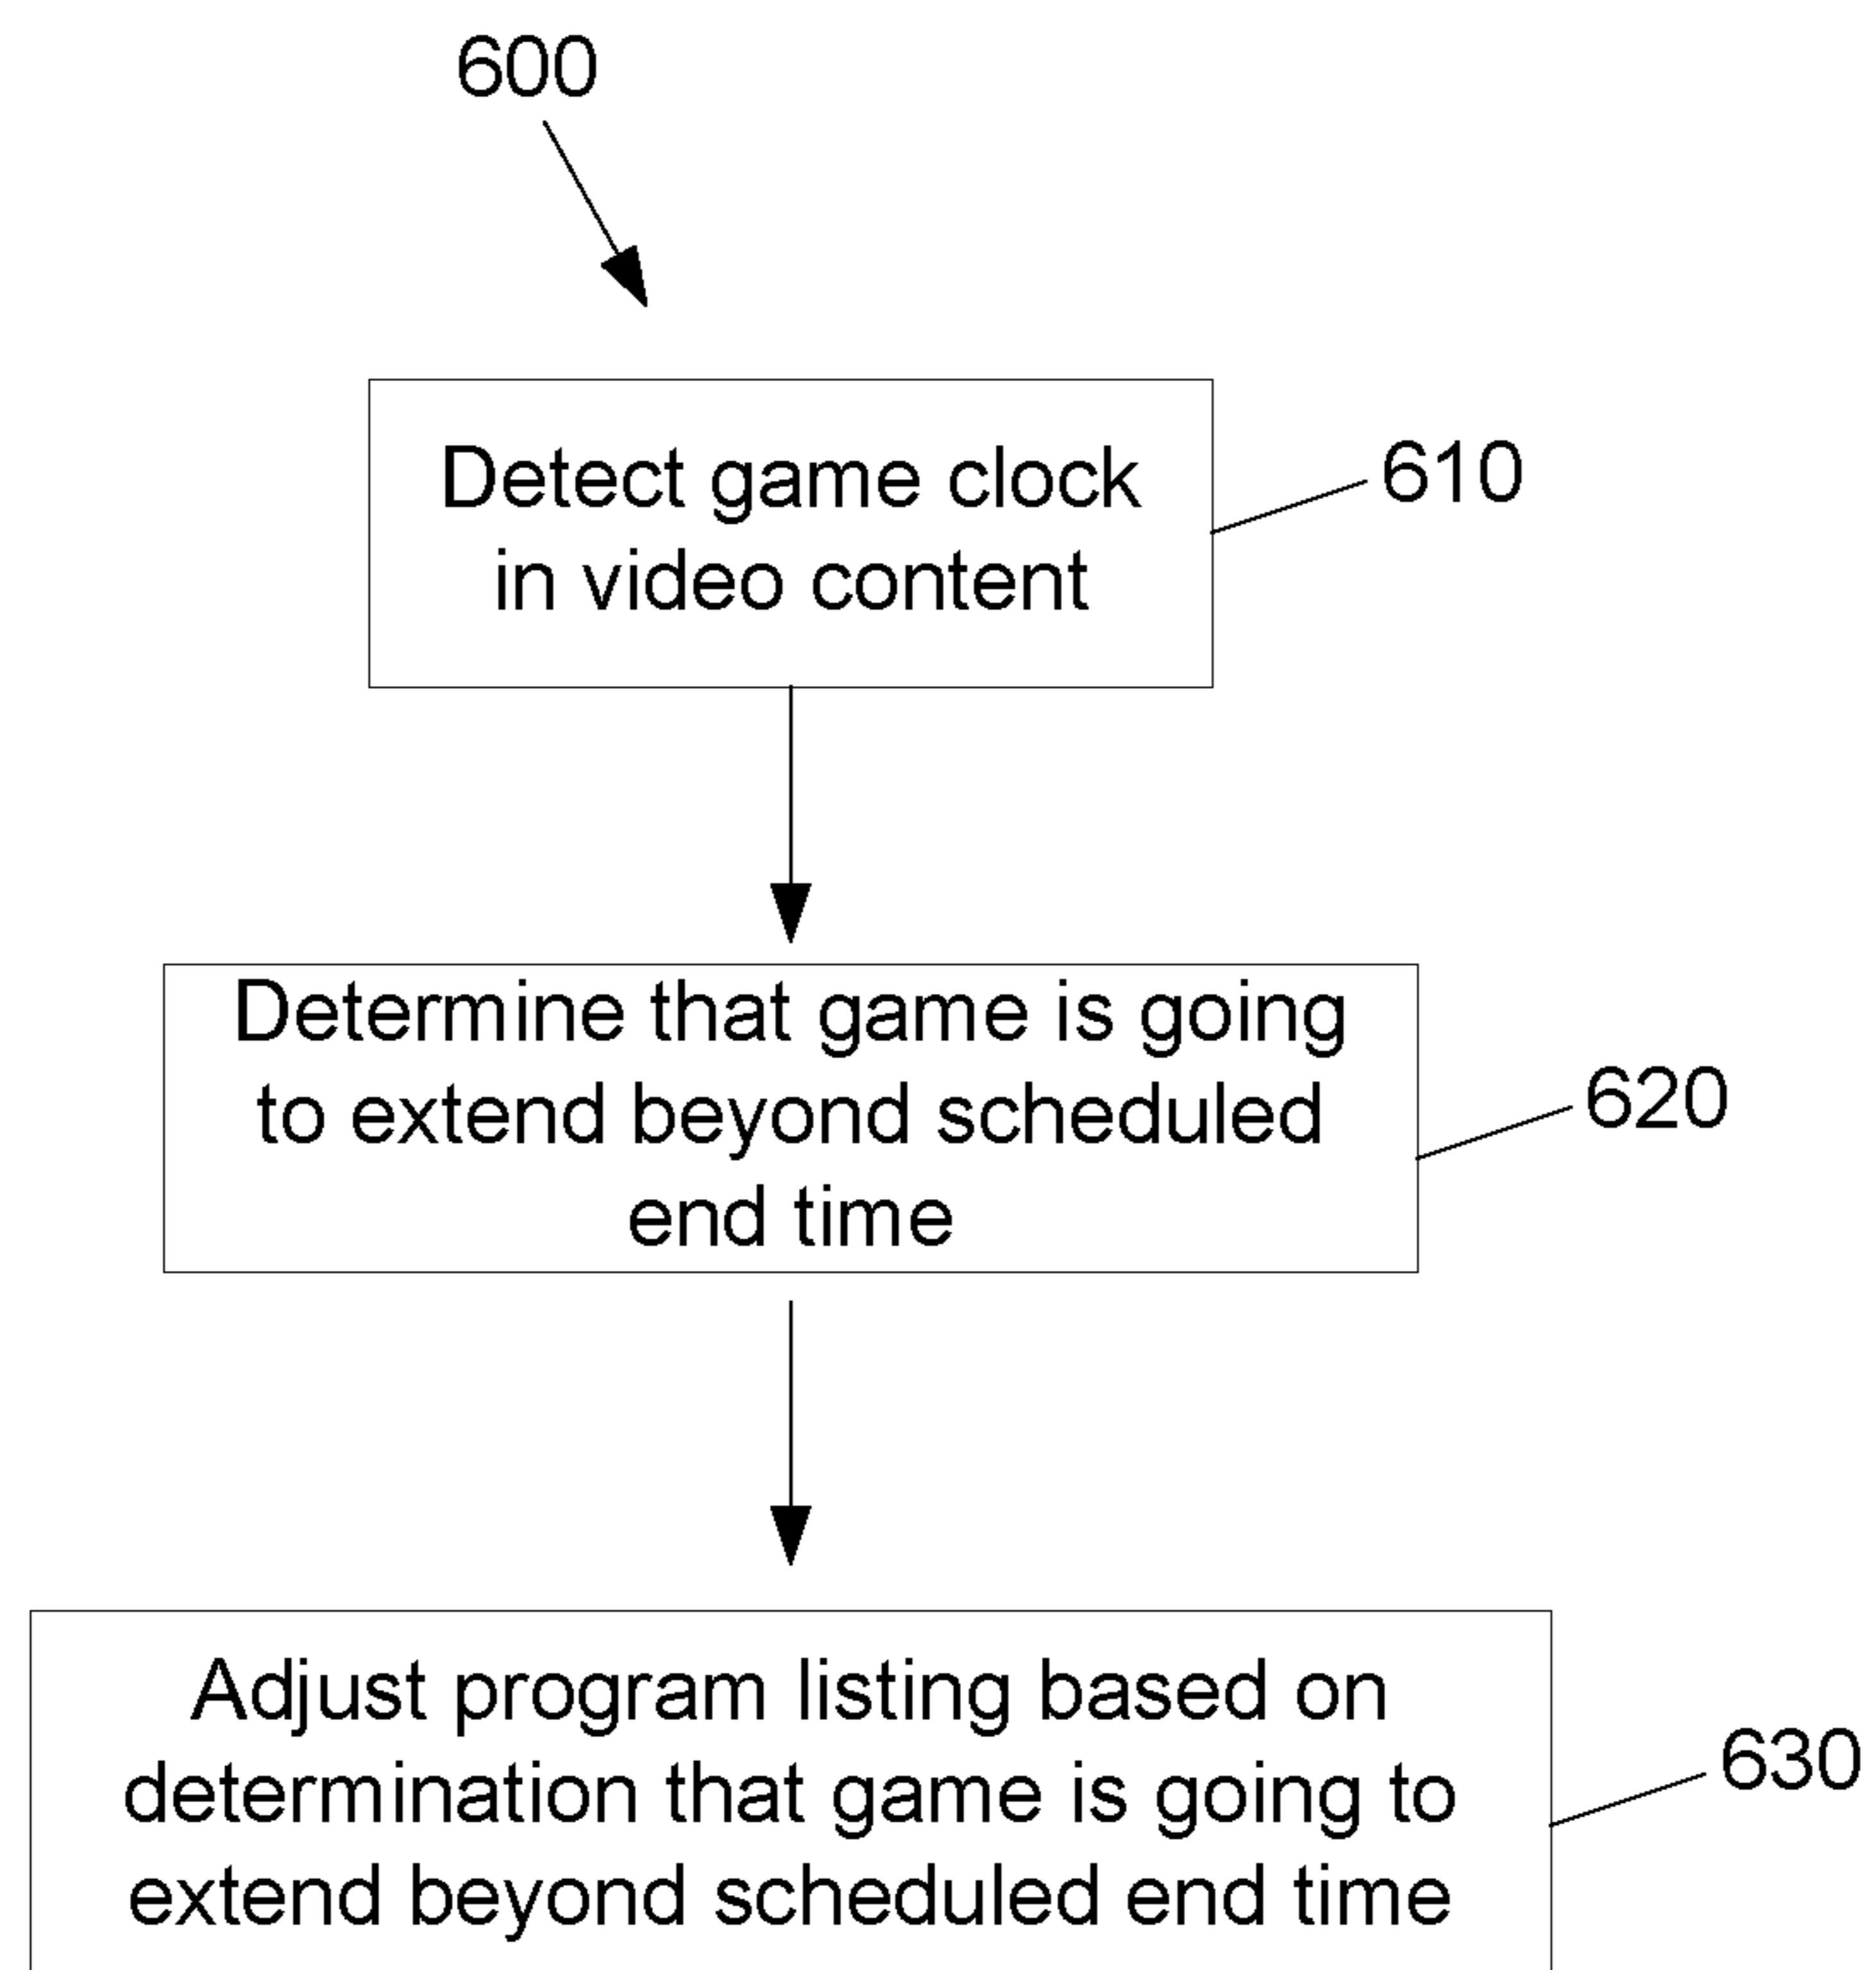 600
Detect game clock
in video content
610
Determine that game is going
to extend beyond scheduled
end time
620
Adjust program listing based on
determination that game is going to
extend beyond scheduled end time
630